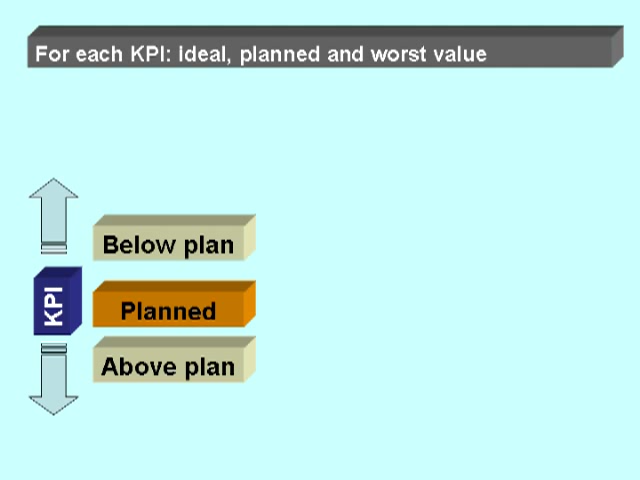 For each KPI: ideal, planned and worst value
Below plan
KPI
Planned
Above plan